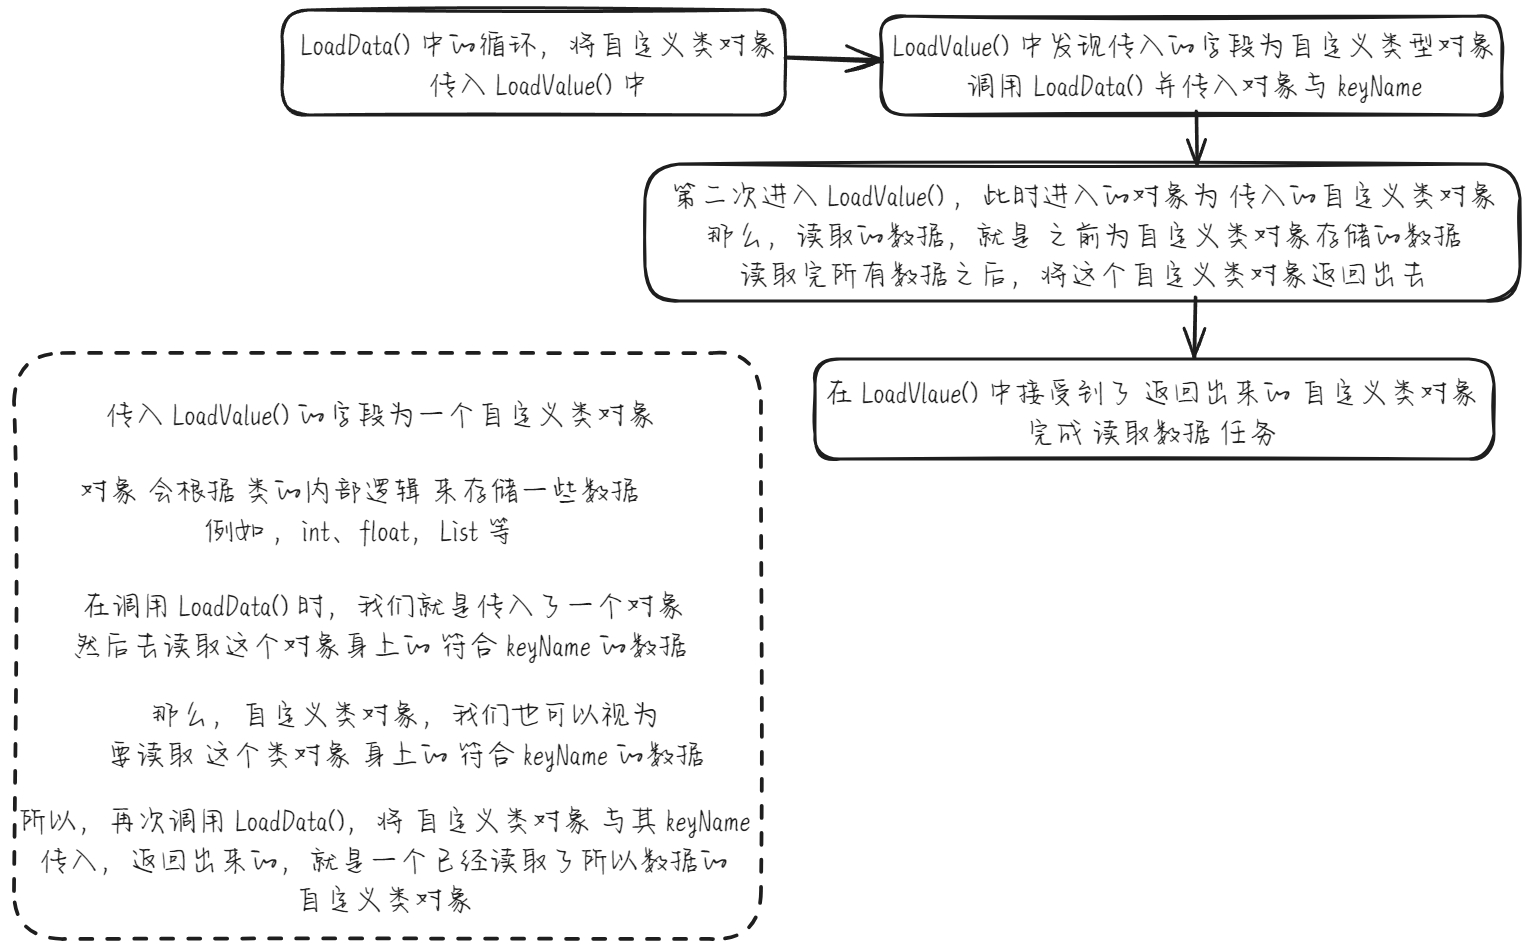 LoadData() 中的循环，将自定义类对象
传入 LoadValue() 中
LoadValue() 中发现传入的字段为自定义类型对象
调用 LoadData() 并传入对象与 keyName
第二次进入 LoadValue()，此时进入的对象为 传入的自定义类对象
那么，读取的数据，就是 之前为自定义类对象存储的数据
读取完所有数据之后，将这个自定义类对象返回出去
在 LoadVlaue() 中接受到了 返回出来的 自定义类对象
完成 读取数据 任务
传入 LoadValue() 的字段为一个自定义类对象
对象 会根据 类的内部逻辑 来存储一些数据
例如，int、float，List 等
在调用 LoadData() 时，我们就是传入了一个对象
然后去读取这个对象身上的 符合 keyName 的数据
那么，自定义类对象，我们也可以视为
要读取 这个类对象 身上的 符合 keyName 的数据
所以，再次调用 LoadData()，将 自定义类对象 与其 keyName
传入，返回出来的，就是一个已经读取了所以数据的
自定义类对象